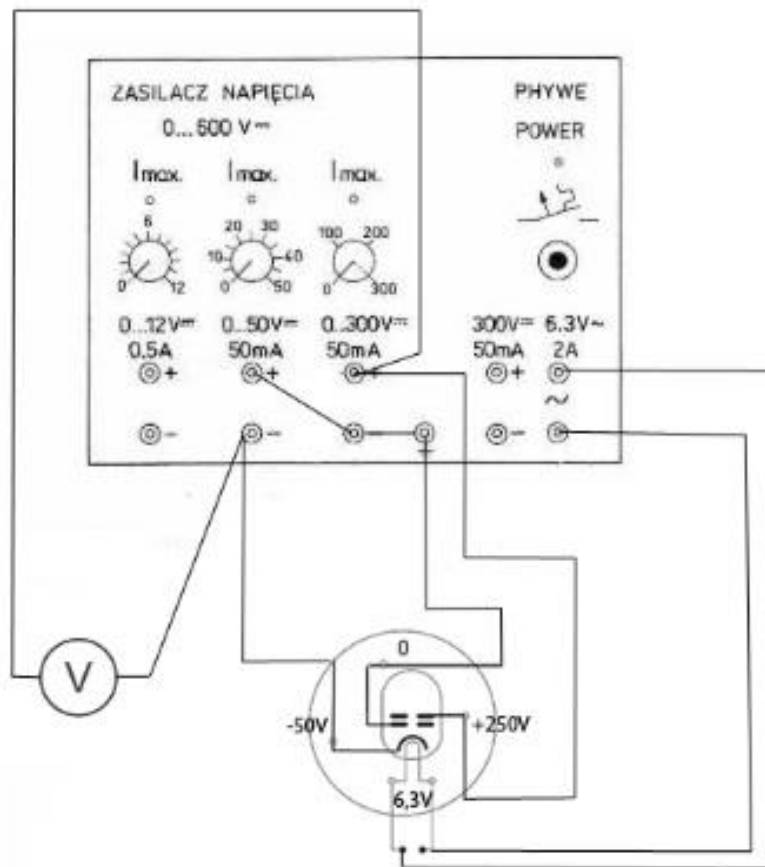 ZASILACZ NAPIĘCIA
0...600 V
PHYWE
POWER
Imax. Imax. Imax.
6
0 12
10 20 30 40
0 50
100 200
0 300
0...12V 0...50V 0...300V 300V 6.3V~
0.5A 50mA 50mA 50mA 2A
+ + + +
~
- - - -
V
0
-50V +250V
6,3V